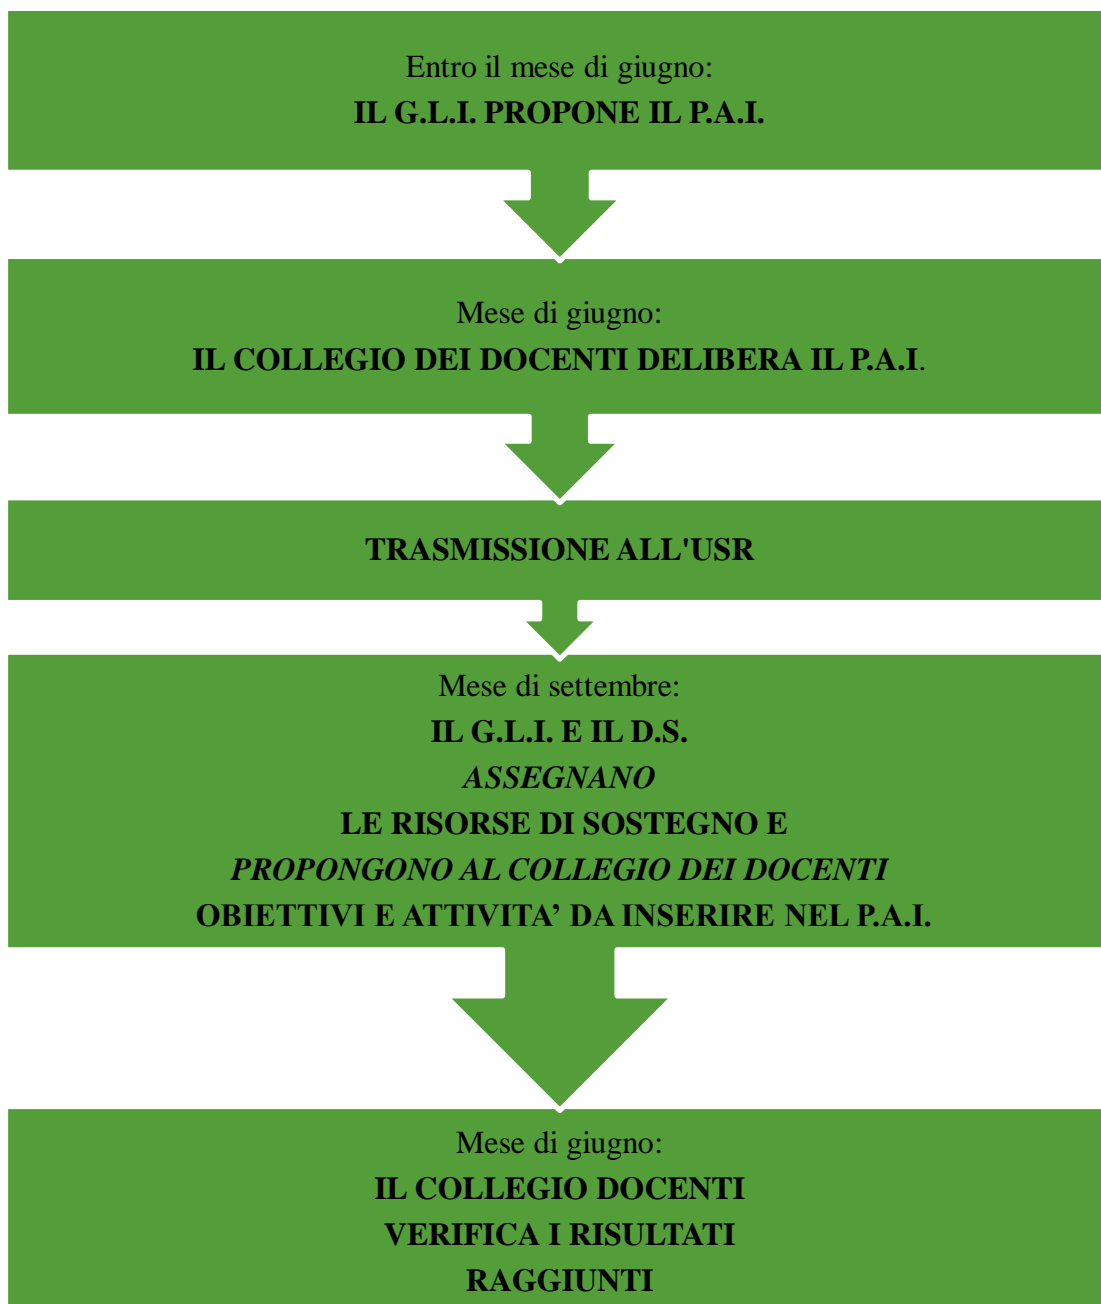 Entro il mese di giugno:
IL G.L.I. PROPONE IL P.A.I.
Mese di giugno:
IL COLLEGIO DEI DOCENTI DELIBERA IL P.A.I.
TRASMISSIONE ALL'USR
Mese di settembre:
IL G.L.I. E IL D.S.
ASSEGNANO
LE RISORSE DI SOSTEGNO E
PROPONGONO AL COLLEGIO DEI DOCENTI
OBIETTIVI E ATTIVITA’ DA INSERIRE NEL P.A.I.
Mese di giugno:
IL COLLEGIO DOCENTI
VERIFICA I RISULTATI
RAGGIUNTI